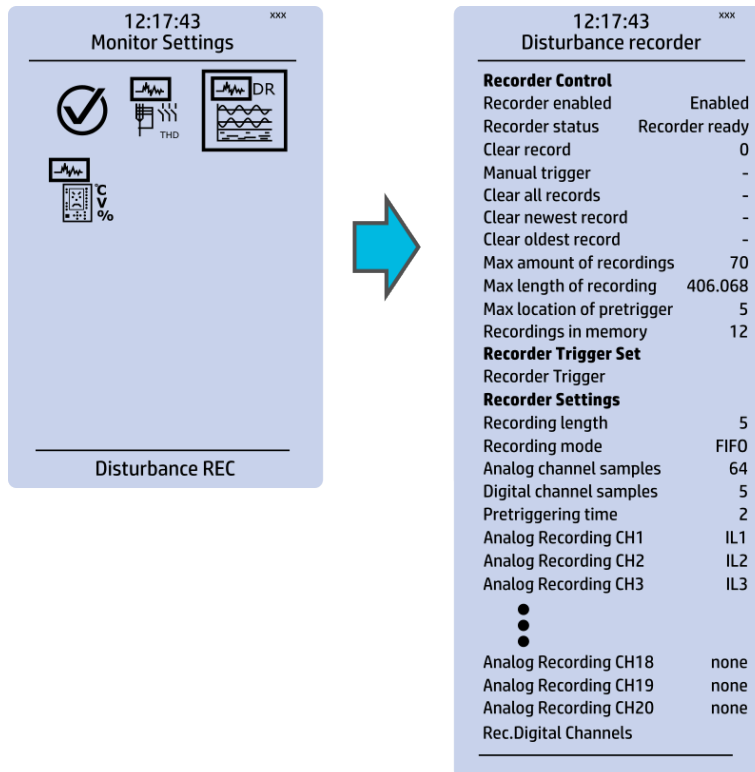 12:17:43 xxx
Monitor Settings
THD
DR
°C
V
%
Disturbance REC
12:17:43 xxx
Disturbance recorder
Recorder Control
Recorder enabled Enabled
Recorder status Recorder ready
Clear record 0
Manual trigger -
Clear all records -
Clear newest record -
Clear oldest record -
Max amount of recordings 70
Max length of recording 406.068
Max location of pretrigger 5
Recordings in memory 12
Recorder Trigger Set
Recorder Trigger
Recorder Settings
Recording length 5
Recording mode FIFO
Analog channel samples 64
Digital channel samples 5
Pretriggering time 2
Analog Recording CH1 IL1
Analog Recording CH2 IL2
Analog Recording CH3 IL3
Analog Recording CH18 none
Analog Recording CH19 none
Analog Recording CH20 none
Rec.Digital Channels